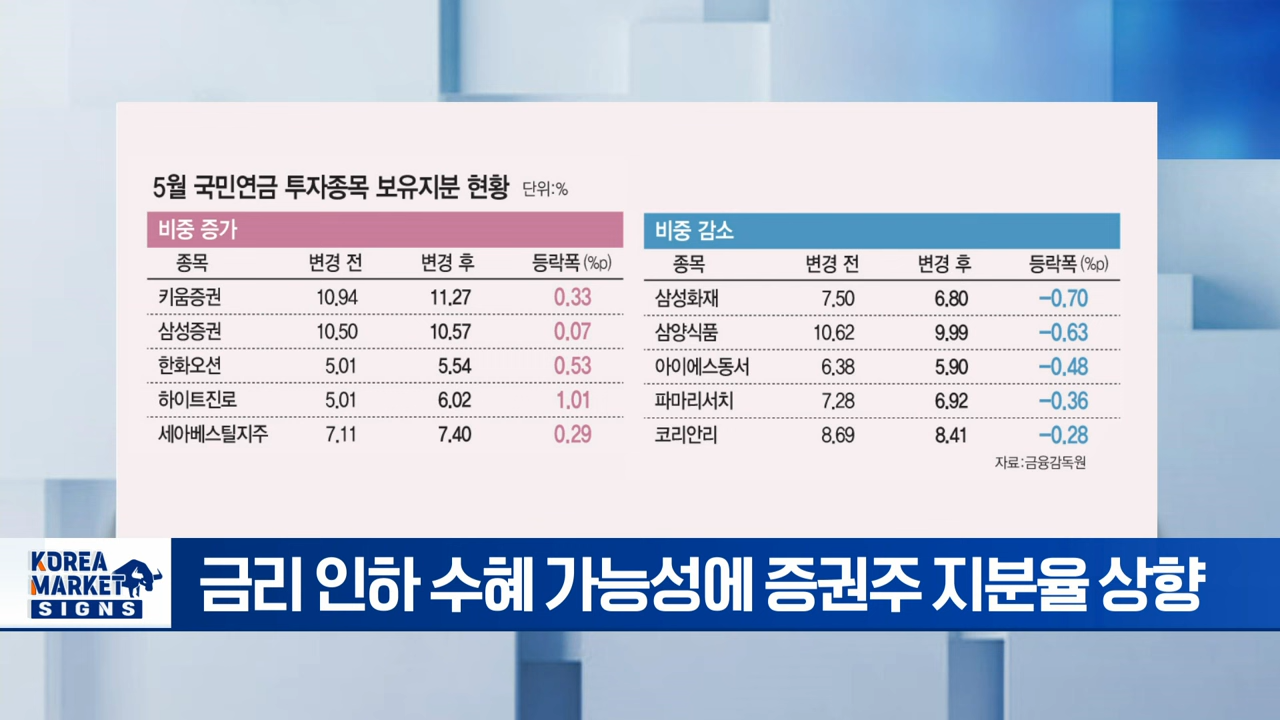 5월 국민연금 투자종목 보유지분 현황 단위:%
비중 증가
종목 변경 전 변경 후 등락폭(%p)
키움증권 10.94 11.27 0.33
삼성증권 10.50 10.57 0.07
한화오션 5.01 5.54 0.53
하이트진로 5.01 6.02 1.01
세아베스틸지주 7.11 7.40 0.29
비중 감소
종목 변경 전 변경 후 등락폭(%p)
삼성화재 7.50 6.80 -0.70
삼양식품 10.62 9.99 -0.63
아이에스동서 6.38 5.90 -0.48
파마리서치 7.28 6.92 -0.36
코리안리 8.69 8.41 -0.28
자료:금융감독원
KOREA
MARKET
SIGNS
금리 인하 수혜 가능성에 증권주 지분율 상향